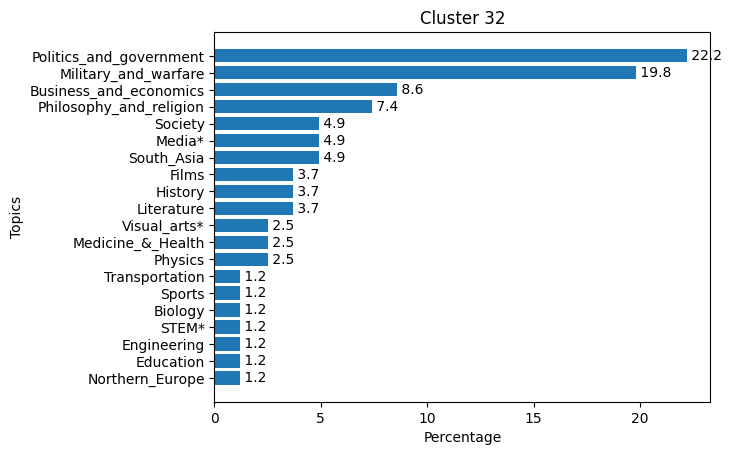 Cluster 32
Topics
Politics_and_government 22.2
Military_and_warfare 19.8
Business_and_economics 8.6
Philosophy_and_religion 7.4
Society 4.9
Media* 4.9
South_Asia 4.9
Films 3.7
History 3.7
Literature 3.7
Visual_arts* 2.5
Medicine_&_Health 2.5
Physics 2.5
Transportation 1.2
Sports 1.2
Biology 1.2
STEM* 1.2
Engineering 1.2
Education 1.2
Northern_Europe 1.2
0 5 10 15 20
Percentage